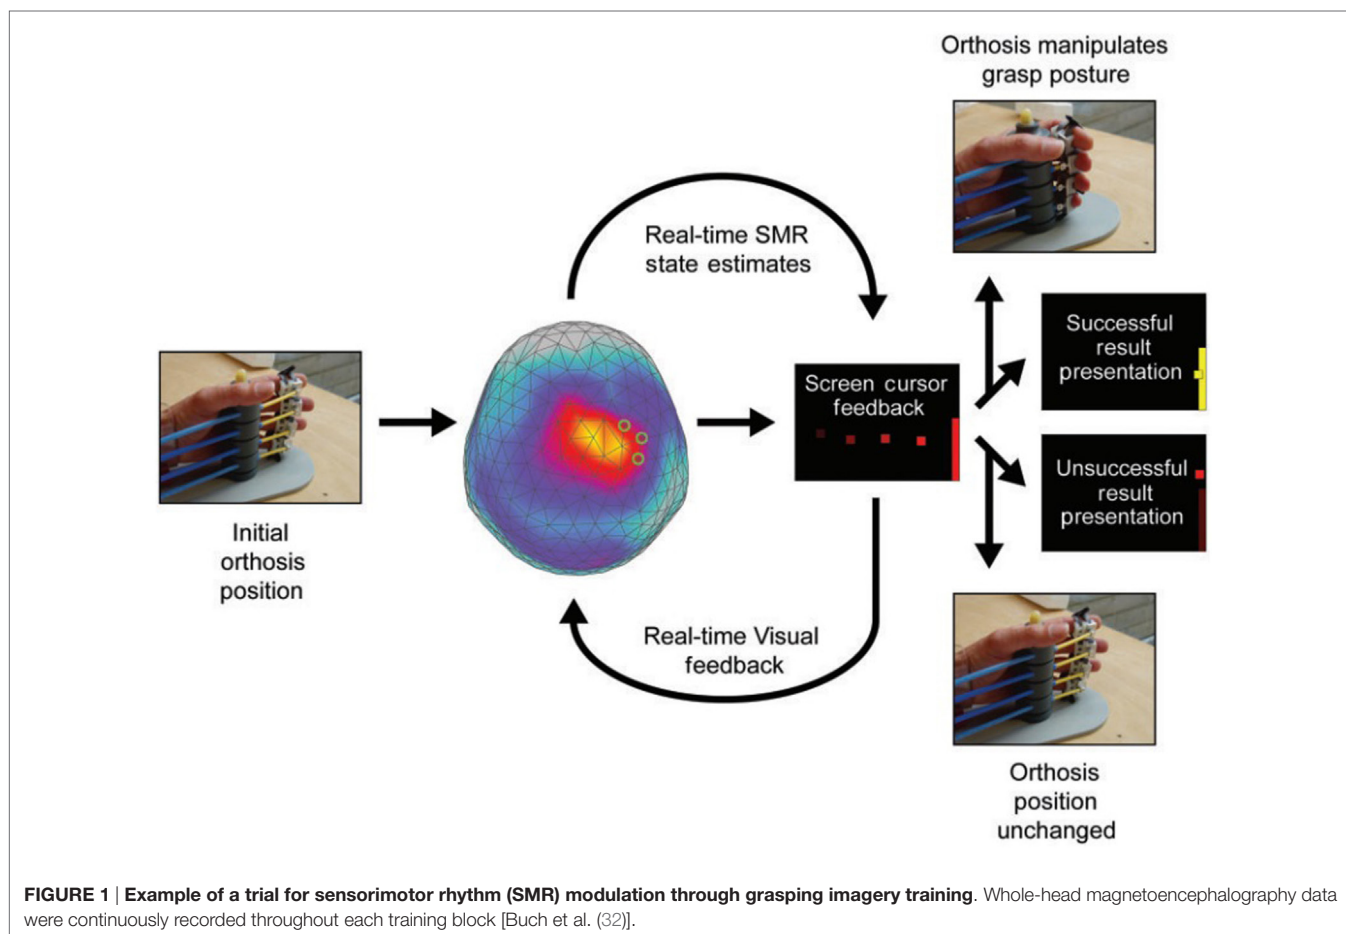 Orthosis manipulates
grasp posture
Real-time SMR
state estimates
Successful
result
presentation
Screen cursor
feedback
Unsuccessful
result
presentation
Initial
orthosis
position
Real-time Visual
feedback
Orthosis
position
unchanged
FIGURE 1 | Example of a trial for sensorimotor rhythm (SMR) modulation through grasping imagery training. Whole-head magnetoencephalography data
were continuously recorded throughout each training block [Buch et al. (32)].